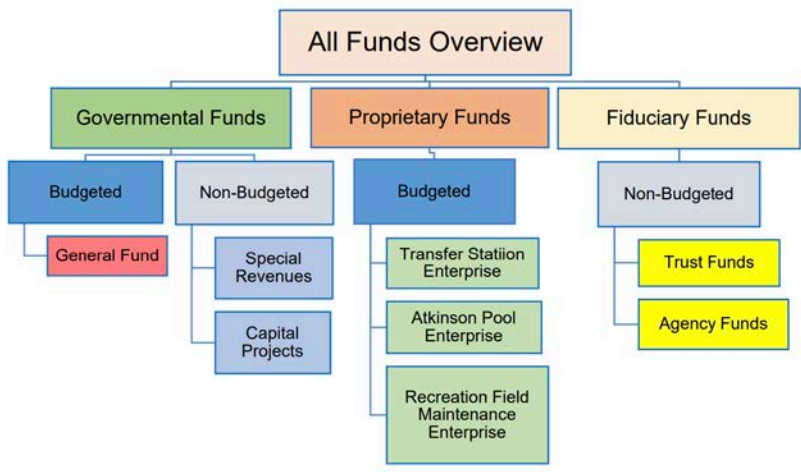 All Funds Overview
Governmental Funds
Proprietary Funds
Fiduciary Funds
Budgeted
Non-Budgeted
Budgeted
Non-Budgeted
General Fund
Special
Revenues
Capital
Projects
Transfer Statiion
Enterprise
Atkinson Pool
Enterprise
Recreation Field
Maintenance
Enterprise
Trust Funds
Agency Funds